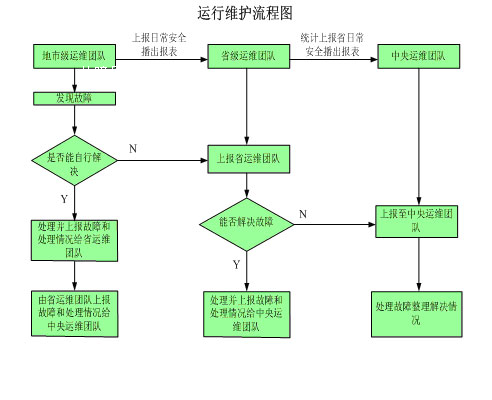 运行维护流程图
上报日常安全
播出报表
统计上报省日常
安全播出报表
地市级运维团队
省级运维团队
中央运维团队
发现故障
是否能自行解
决
N
上报省运维团队
Y
能否解决故障
N
上报至中央运维团
队
处理并上报故障和
处理情况给省运维
团队
Y
由省运维团队上报
故障和处理情况给
中央运维团队
处理并上报故障和
处理情况给中央运
维团队
处理故障整理解决情
况